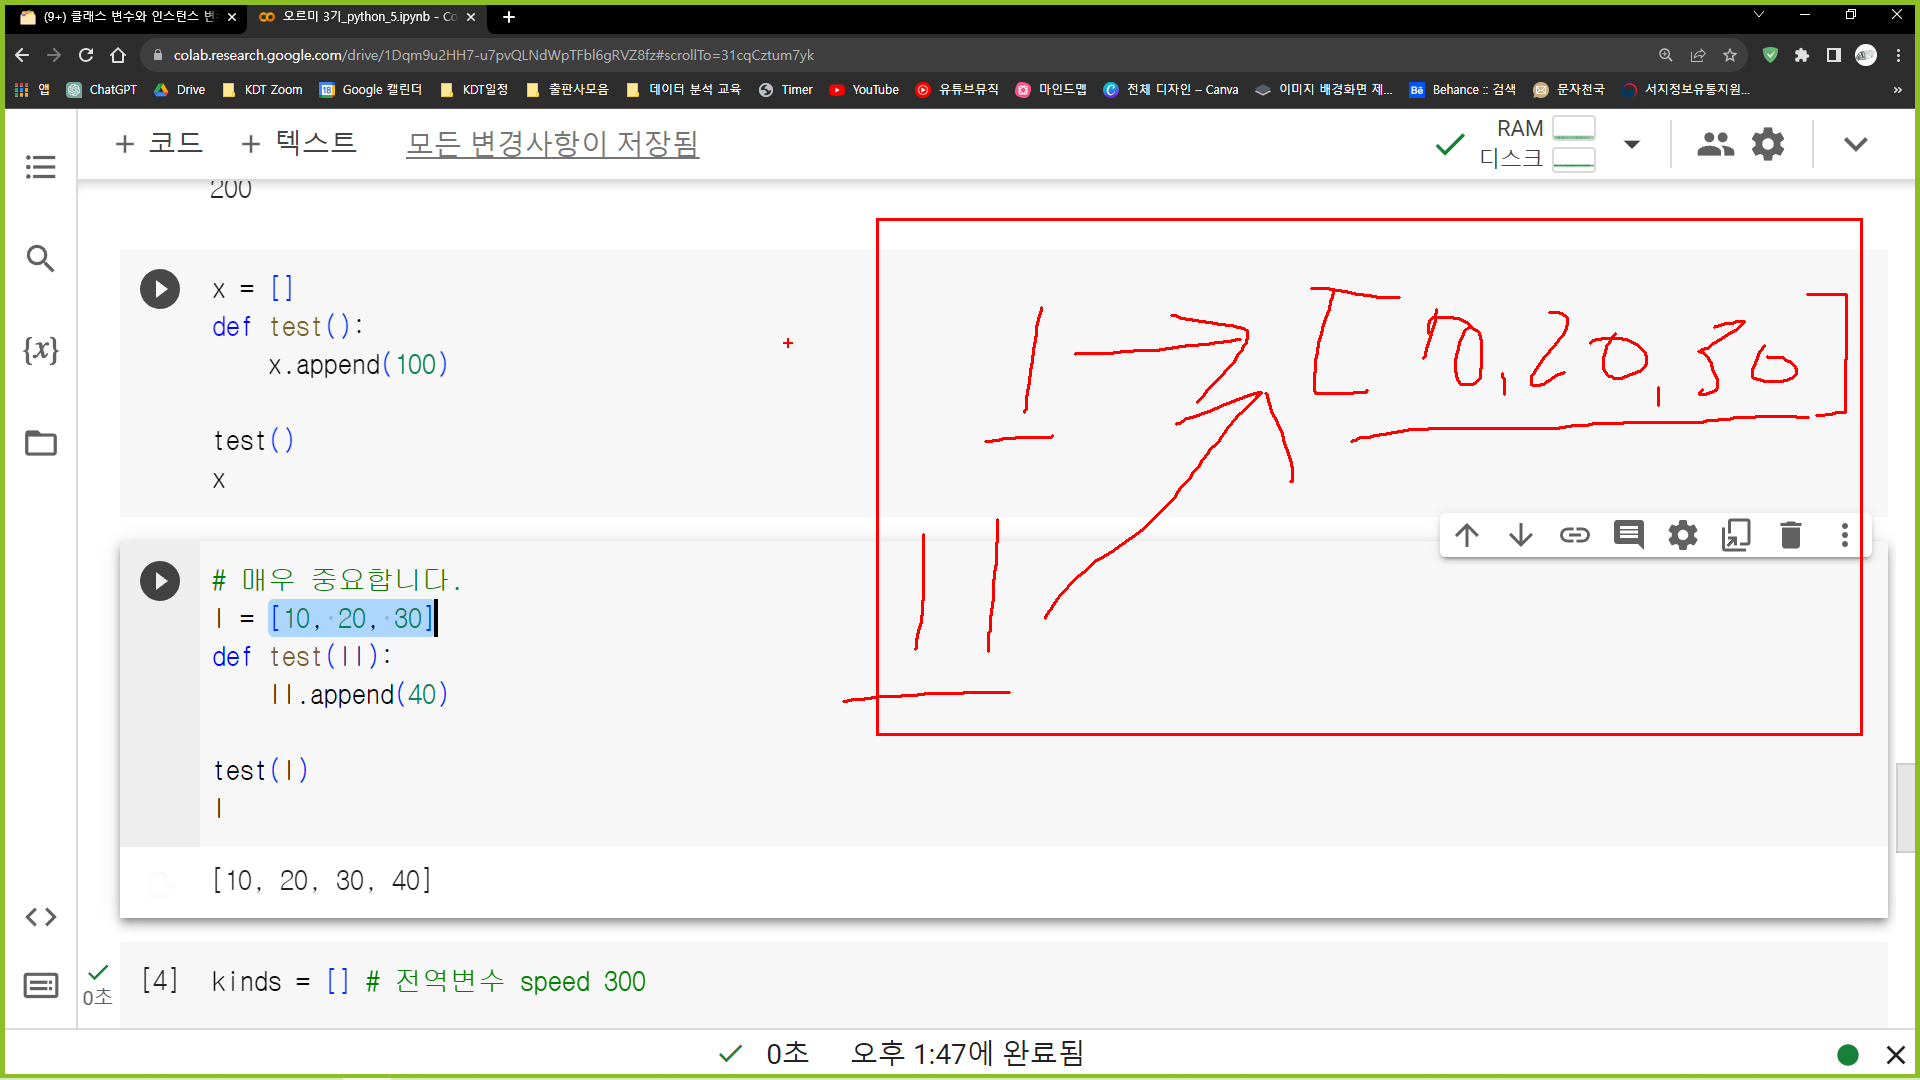 (9+) 클래스 변수와 인스턴스 변
오르미 3기_python_5.ipynb - Co
colab.research.google.com/drive/1Dqm9u2HH7-u7pvQLNdWpTFbl6gRVZ8fz#scrollTo=31cqCztum7yk
앱 ChatGPT Drive KDT Zoom Google 캘린더 KDT일정 출판사모음 데이터 분석 교육 Timer YouTube 유튜브뮤직 마인드맵 전체 디자인 – Canva 이미지 배경화면 제... Behance :: 검색 문자천국 서지정보유통지원... »
+ 코드 + 텍스트 모든 변경사항이 저장됨
RAM
디스크
200
x = []
def test():
    x.append(100)
test()
x
l [10,20,30]
ll
# 매우 중요합니다.
l = [10, 20, 30]
def test(ll):
    ll.append(40)
test(l)
l
[10, 20, 30, 40]
[4] kinds = [] # 전역변수 speed 300
0초
0초 오후 1:47에 완료됨